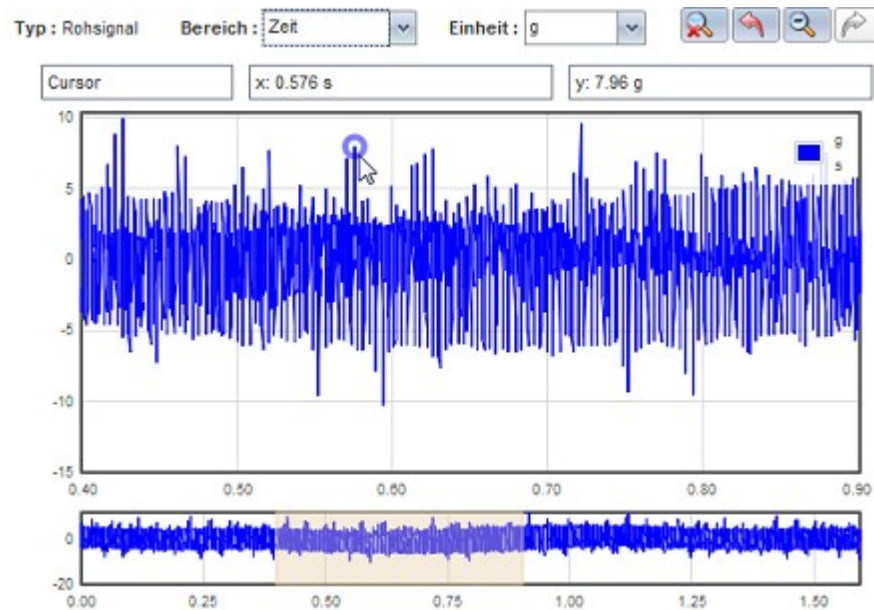 Typ : Rohsignal Bereich : Zeit Einheit : g
Cursor x: 0.576 s y: 7.96 g
10
g
s
5
0
-5
-10
-15
0.40 0.50 0.60 0.70 0.80 0.90
0
-20
0.00 0.25 0.50 0.75 1.00 1.25 1.50